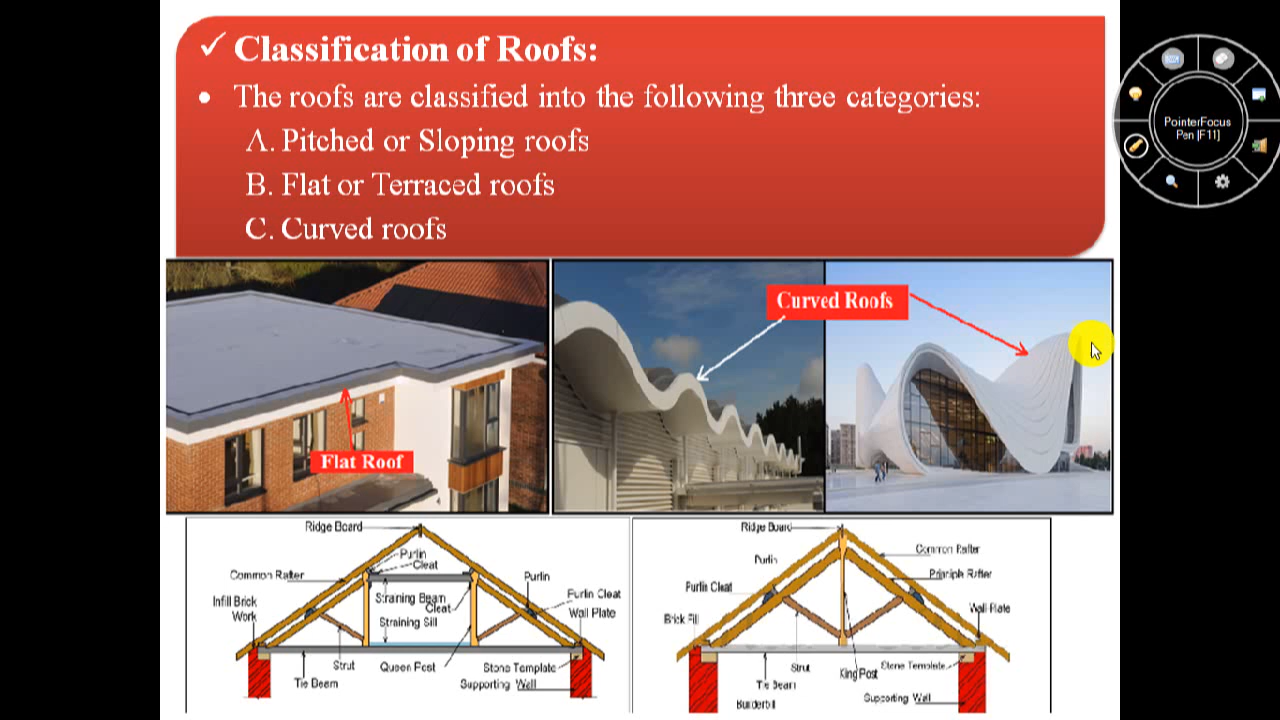 ✓ Classification of Roofs:
• The roofs are classified into the following three categories:
A. Pitched or Sloping roofs
B. Flat or Terraced roofs
C. Curved roofs
PointerFocus
Pen [F11]
Flat Roof
Curved Roofs
Ridge Board
Purlin
Cleat
Common Rafter
Purlin
Infill Brick
Work
Straining Beam
Cleat
Purlin Cleat
Wall Plate
Straining Sill
Strut
Queen Post
Stone Template
Tie Beam
Supporting Wall
Ridge Board
Common Rafter
Purlin
Principle Rafter
Purlin Cleat
Wall Plate
Brick Fill
Strut
King Post
Stone Template
Tie Beam
Supporting Wall